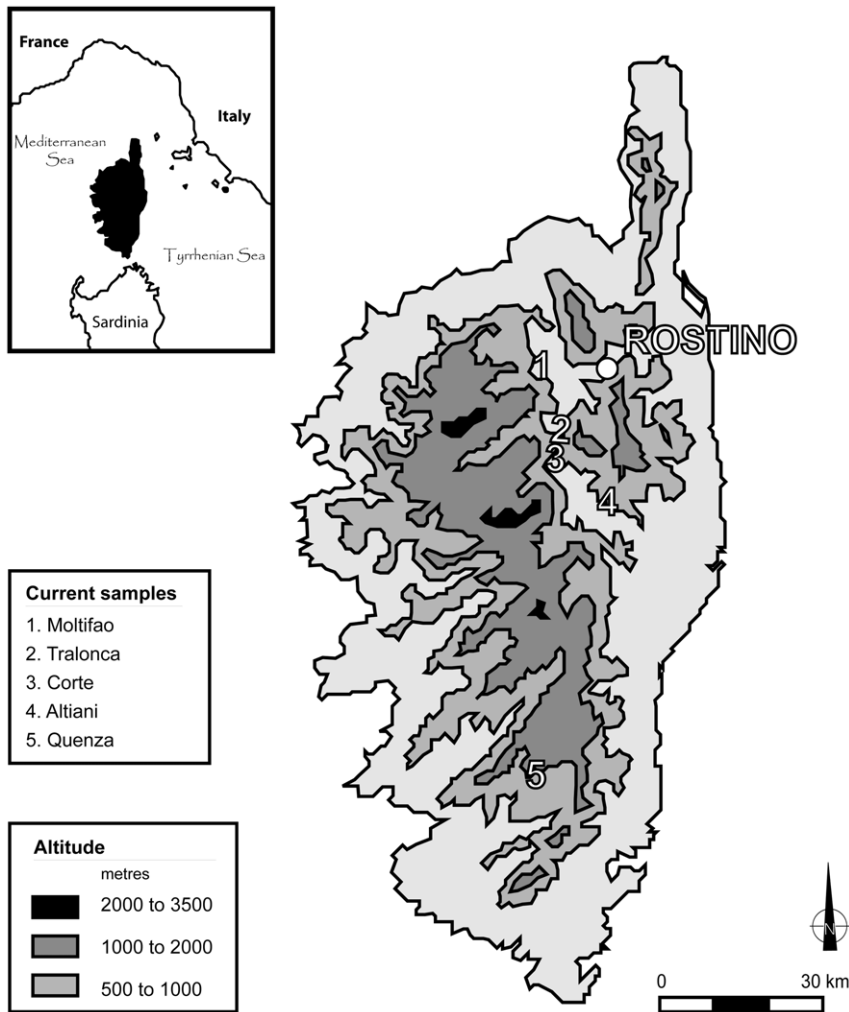 France
Italy
Mediterranean
Sea
Tyrrhenian Sea
Sardinia
ROSTINO
1
2
3
4
5
Current samples
1. Moltifao
2. Tralonca
3. Corte
4. Altiani
5. Quenza
Altitude
metres
2000 to 3500
1000 to 2000
500 to 1000
N
0 30 km